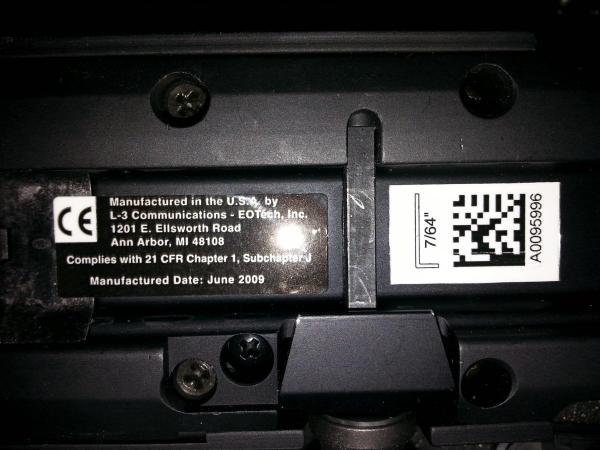 CE
Manufactured in the U.S.A. by
L-3 Communications - EOTech, Inc.
1201 E. Ellsworth Road
Ann Arbor, MI 48108
Complies with 21 CFR Chapter 1, Subchapter J
Manufactured Date: June 2009
7/64"
A0095996